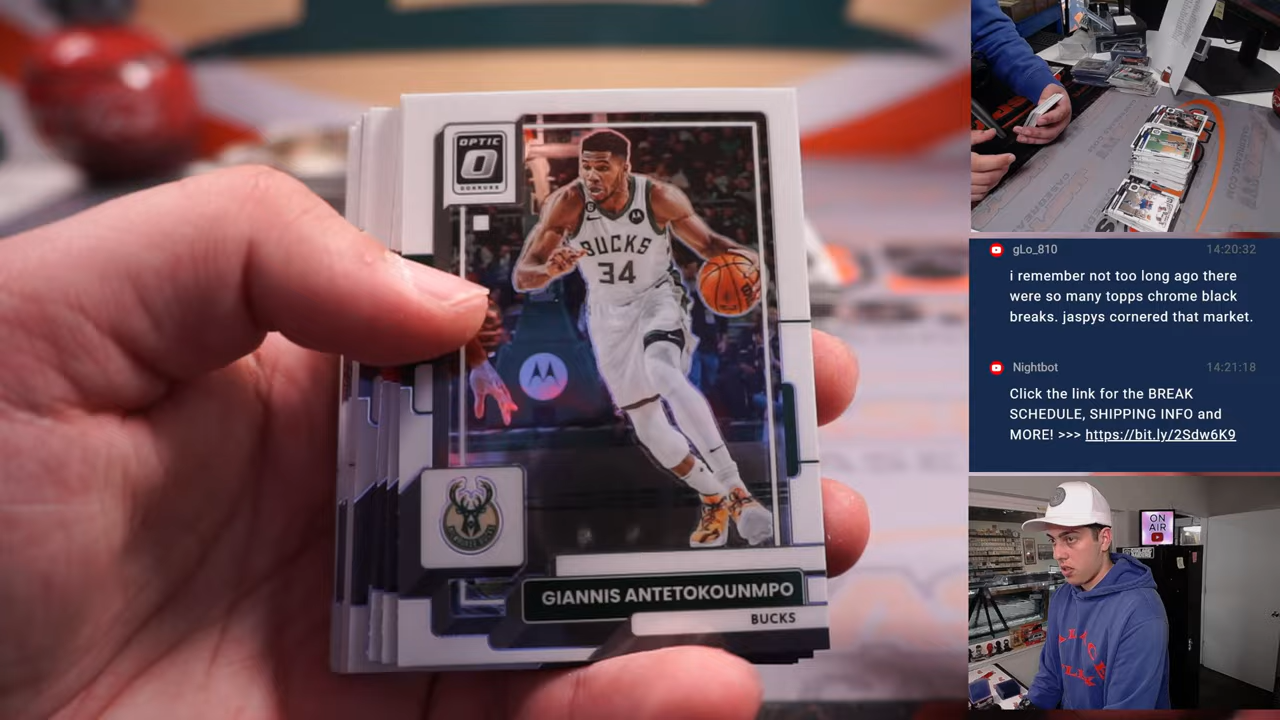 OPTIC
DONRUSS
BUCKS
34
GIANNIS ANTETOKOUNMPO
BUCKS
gLo_810
14:20:32
i remember not too long ago there
were so many topps chrome black
breaks. jaspys cornered that market.
Nightbot
14:21:18
Click the link for the BREAK
SCHEDULE, SHIPPING INFO and
MORE! >>> https://bit.ly/2Sdw6K9
ON
AIR